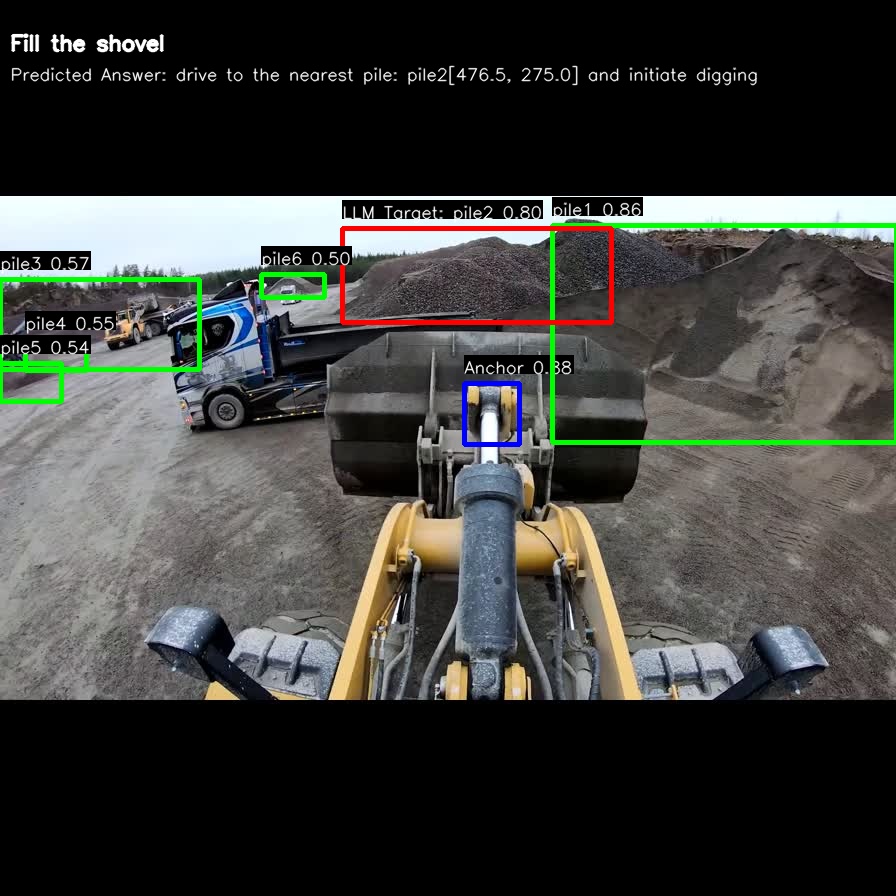 Fill the shovel
Predicted Answer: drive to the nearest pile: pile2[476.5, 275.0] and initiate digging
LLM Target: pile2 0.80
pile1 0.86
pile3 0.57
pile6 0.50
pile4 0.55
pile5 0.54
Anchor 0.88